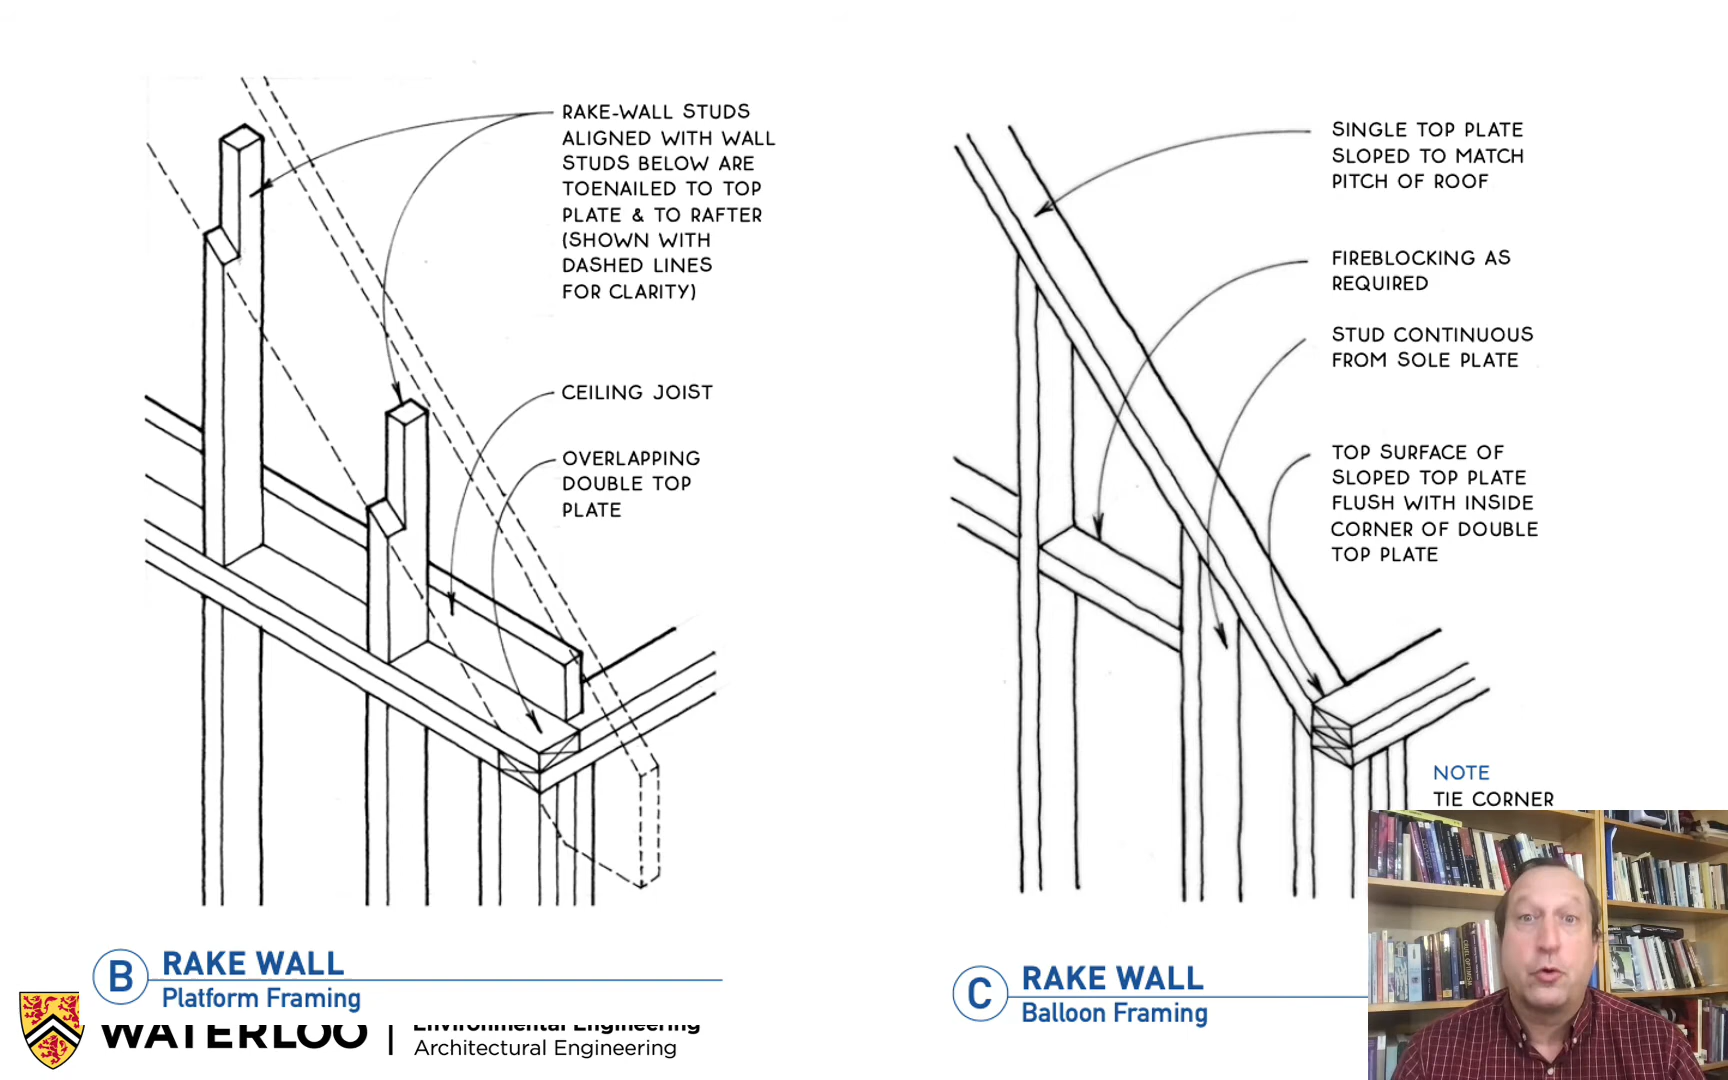 RAKE-WALL STUDS
ALIGNED WITH WALL
STUDS BELOW ARE
TOENAILED TO TOP
PLATE & TO RAFTER
(SHOWN WITH
DASHED LINES
FOR CLARITY)
CEILING JOIST
OVERLAPPING
DOUBLE TOP
PLATE
B
RAKE WALL
Platform Framing
SINGLE TOP PLATE
SLOPED TO MATCH
PITCH OF ROOF
FIREBLOCKING AS
REQUIRED
STUD CONTINUOUS
FROM SOLE PLATE
TOP SURFACE OF
SLOPED TOP PLATE
FLUSH WITH INSIDE
CORNER OF DOUBLE
TOP PLATE
NOTE
TIE CORNER
C
RAKE WALL
Balloon Framing
WATERLOO
Environmental Engineering
Architectural Engineering